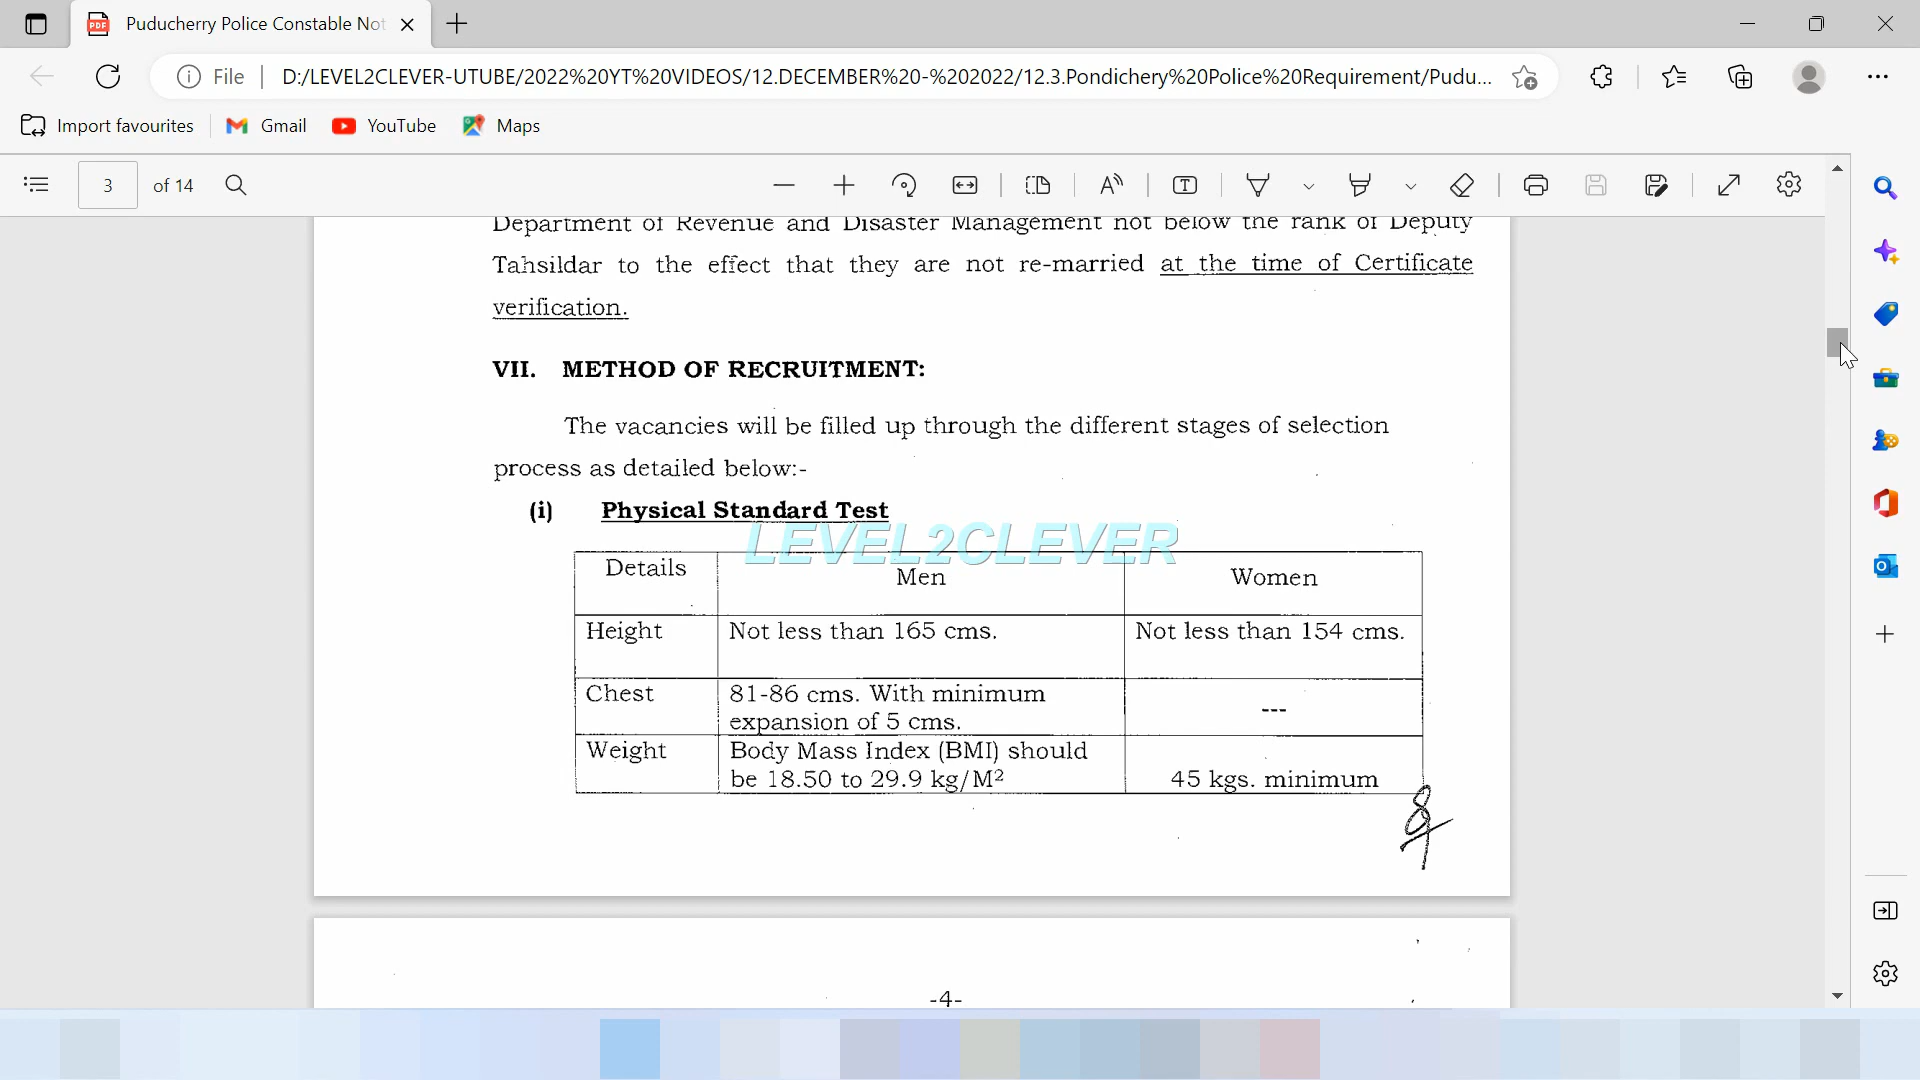 Puducherry Police Constable Not
File
D:/LEVEL2CLEVER-UTUBE/2022%20YT%20VIDEOS/12.DECEMBER%20-%202022/12.3.Pondichery%20Police%20Requirement/Pudu...
Import favourites Gmail YouTube Maps
3 of 14
Department of Revenue and Disaster Management not below the rank of Deputy
Tahsildar to the effect that they are not re-married at the time of Certificate
verification.
VII. METHOD OF RECRUITMENT:
The vacancies will be filled up through the different stages of selection
process as detailed below:-
(i) Physical Standard Test
LEVEL2CLEVER
Details Men Women
Height Not less than 165 cms. Not less than 154 cms.
Chest 81-86 cms. With minimum
expansion of 5 cms. ---
Weight Body Mass Index (BMI) should
be 18.50 to 29.9 kg/M² 45 kgs. minimum
-4-